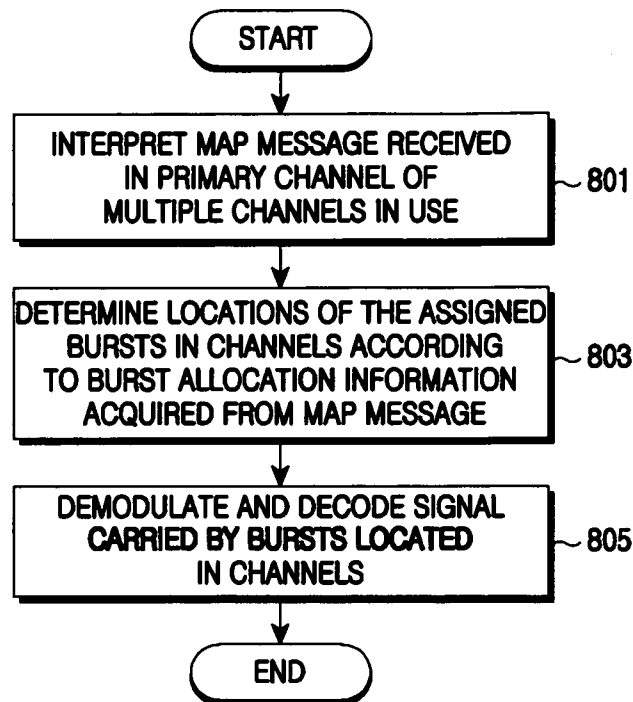 START
INTERPRET MAP MESSAGE RECEIVED
IN PRIMARY CHANNEL OF
MULTIPLE CHANNELS IN USE
801
DETERMINE LOCATIONS OF THE ASSIGNED
BURSTS IN CHANNELS ACCORDING
TO BURST ALLOCATION INFORMATION
ACQUIRED FROM MAP MESSAGE
803
DEMODULATE AND DECODE SIGNAL
CARRIED BY BURSTS LOCATED
IN CHANNELS
805
END